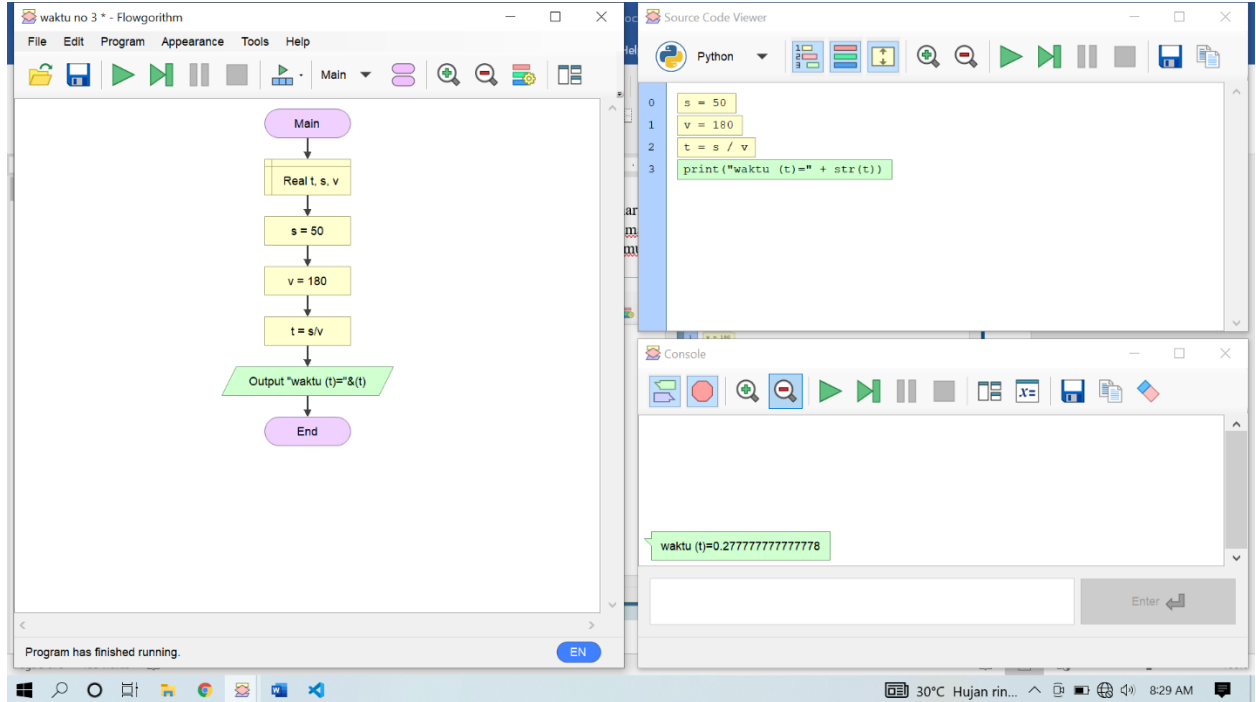 waktu no 3 * - Flowgorithm
File Edit Program Appearance Tools Help
Main
Main
Real t, s, v
s = 50
v = 180
t = s/v
Output "waktu (t)="&(t)
End
Program has finished running.
EN
Source Code Viewer
Python
0 s = 50
1 v = 180
2 t = s / v
3 print("waktu (t)=" + str(t))
Console
waktu (t)=0.277777777777778
Enter
30°C Hujan rin... 8:29 AM